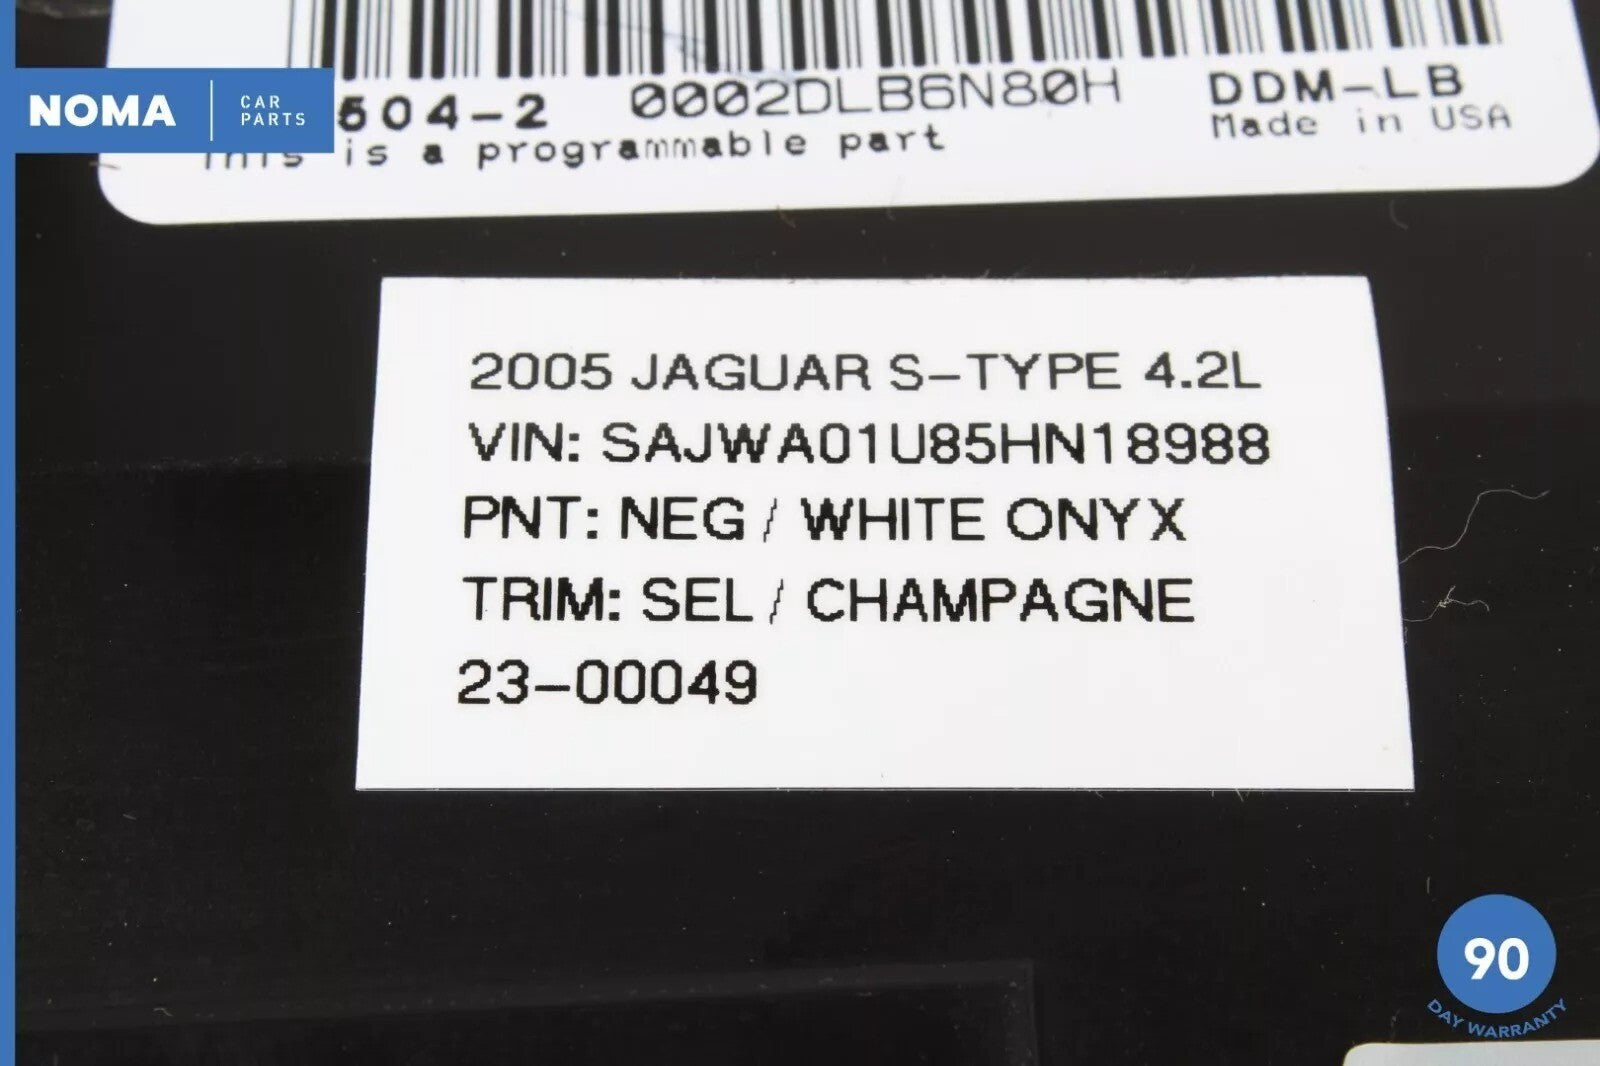 NOMA CAR PARTS
504-2 0002DLB6N80H DDM-LB
This is a programmable part Made in USA
2005 JAGUAR S-TYPE 4.2L
VIN: SAJWA01U85HN18988
PNT: NEG / WHITE ONYX
TRIM: SEL / CHAMPAGNE
23-00049
90
DAY WARRANTY